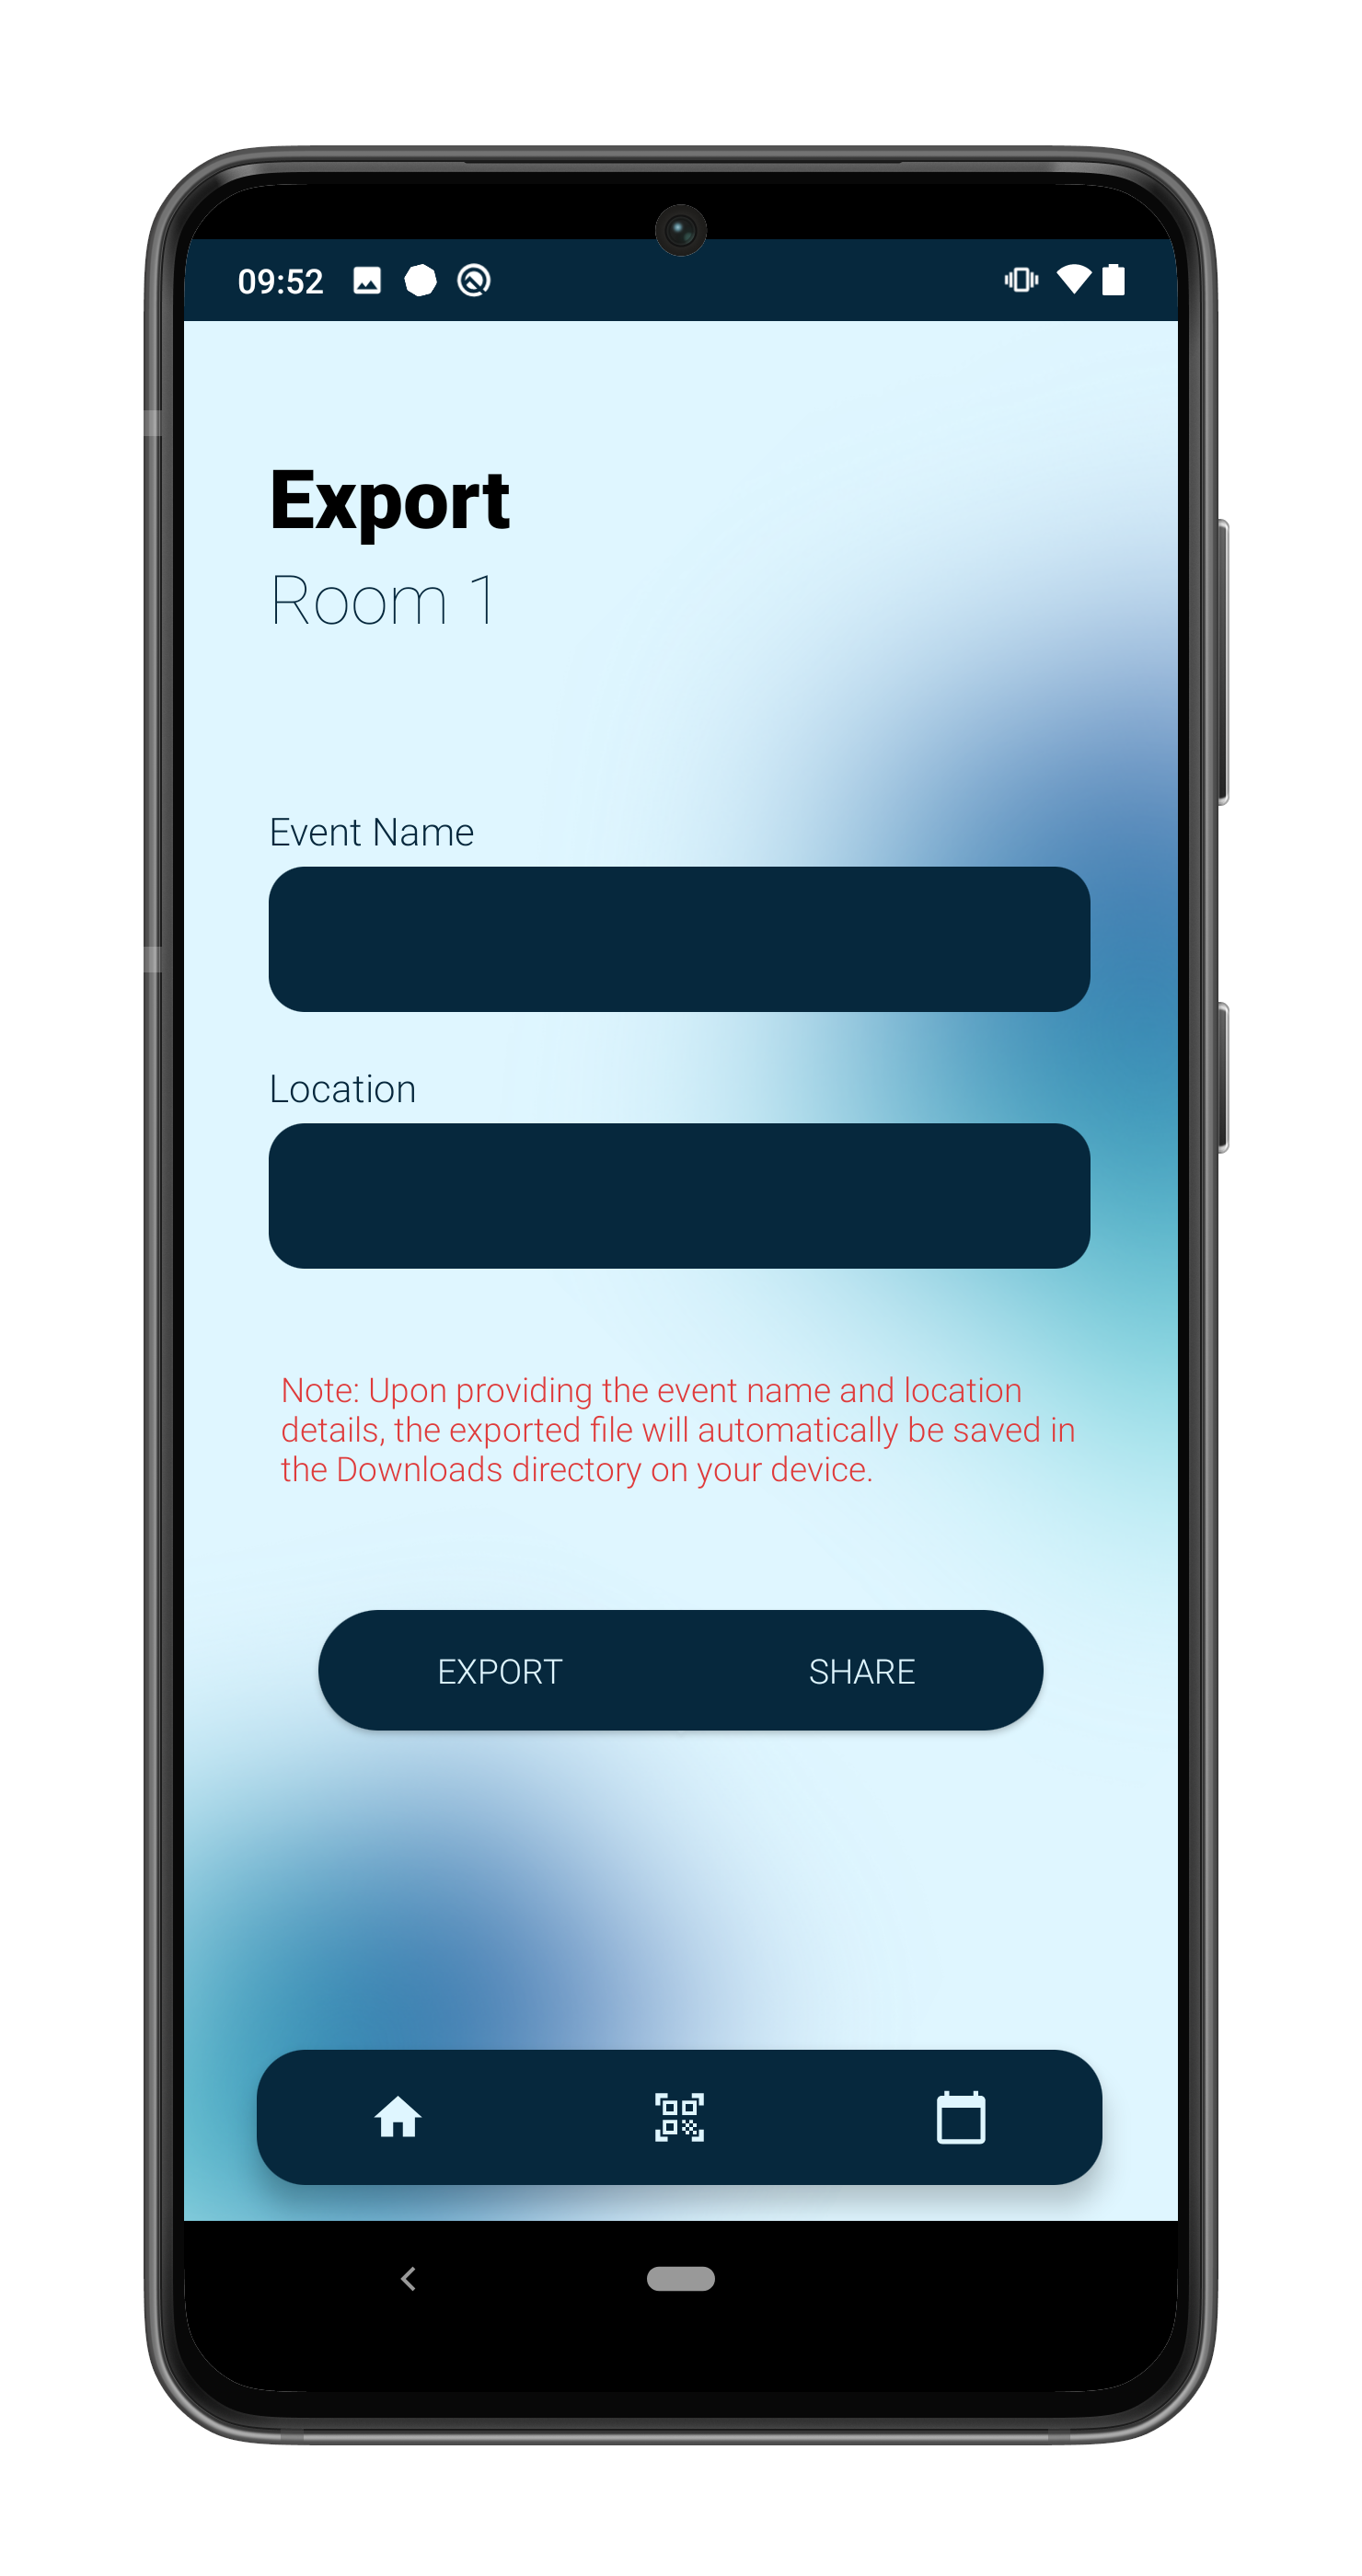 09:52
Export
Room 1
Event Name
Location
Note: Upon providing the event name and location
details, the exported file will automatically be saved in
the Downloads directory on your device.
EXPORT SHARE